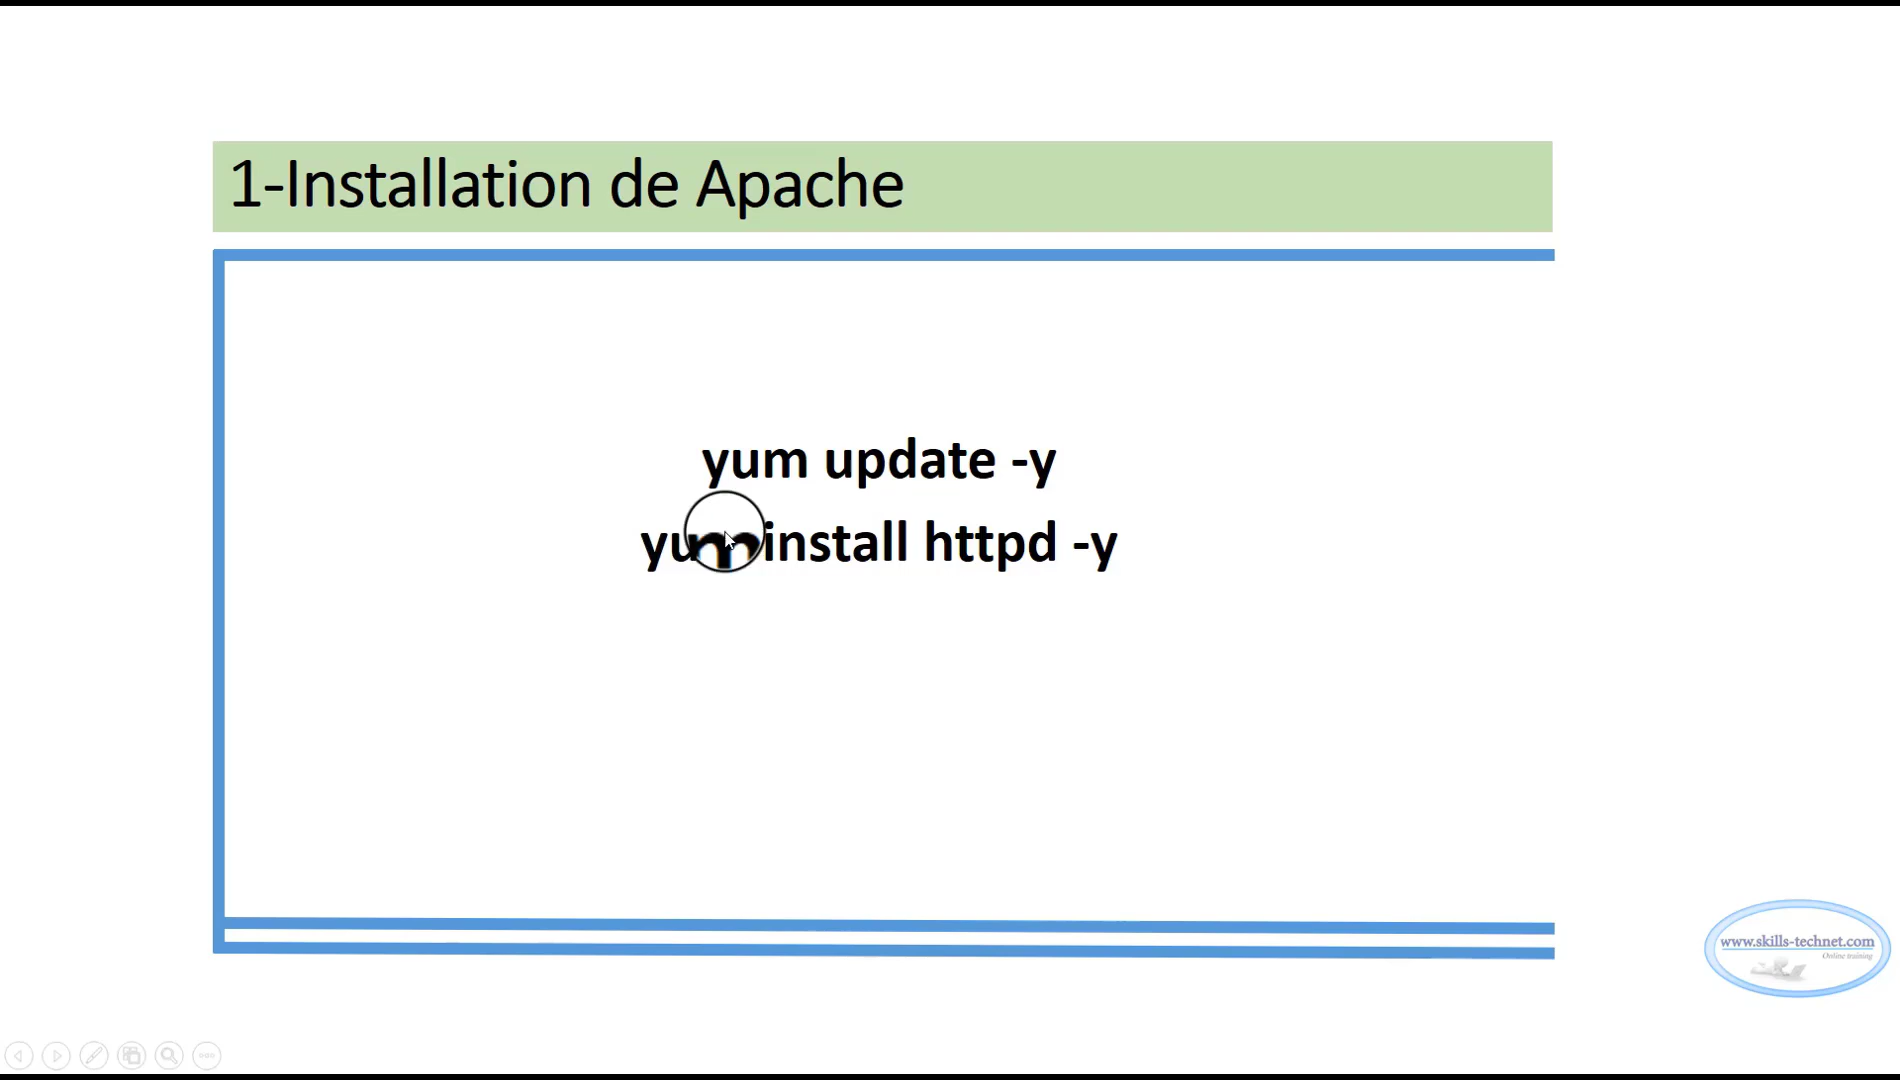 1-Installation de Apache
yum update -y
yum install httpd -y
www.skills-technet.com
Online training